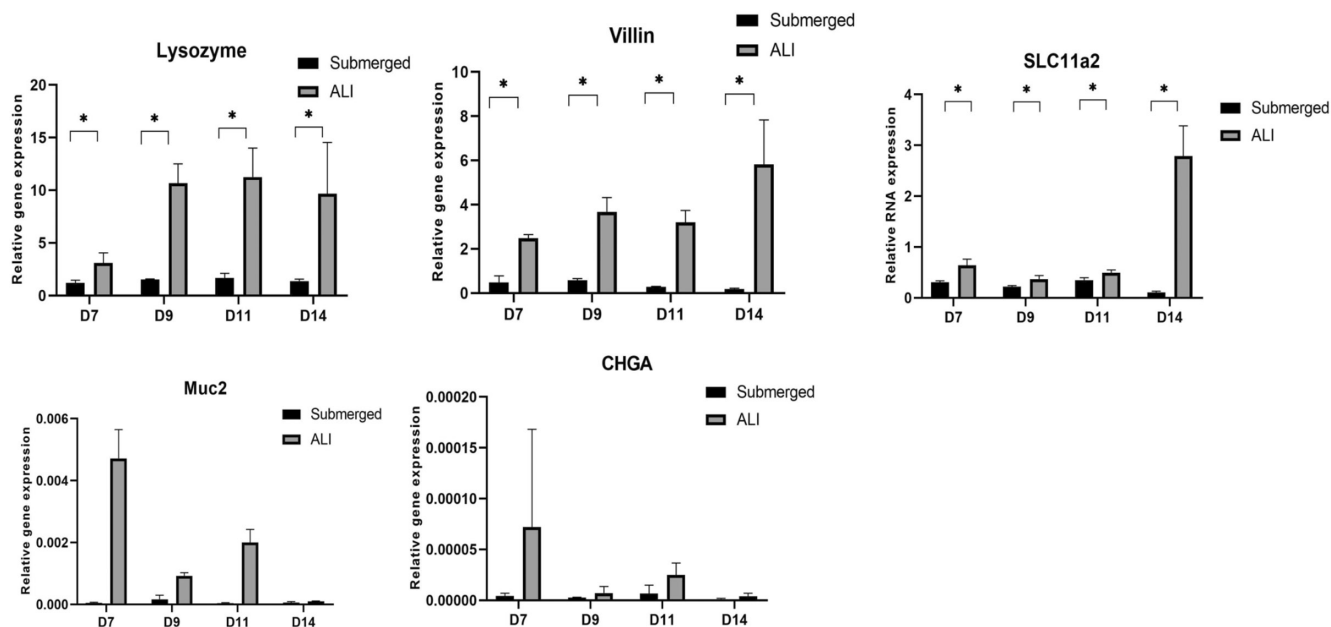 Lysozyme
Submerged
ALI
Relative gene expression
20
15
10
5
0
* * * *
D7 D9 D11 D14
Villin
Submerged
ALI
Relative gene expression
10
8
6
4
2
0
* * * *
D7 D9 D11 D14
SLC11a2
Submerged
ALI
Relative RNA expression
4
3
2
1
0
* * * *
D7 D9 D11 D14
Muc2
Submerged
ALI
Relative gene expression
0.006
0.004
0.002
0.000
D7 D9 D11 D14
CHGA
Submerged
ALI
Relative gene expression
0.00020
0.00015
0.00010
0.00005
0.00000
D7 D9 D11 D14